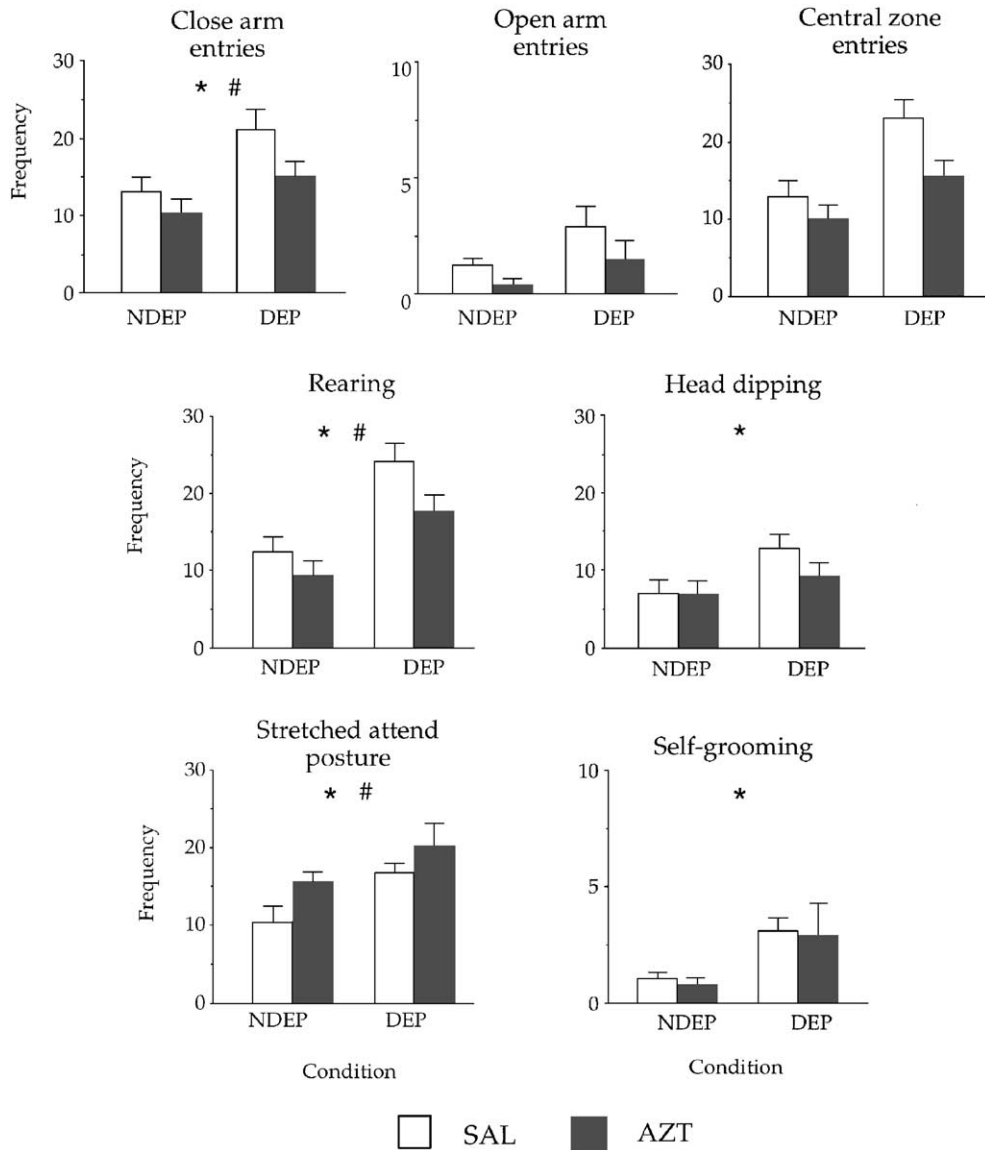 Close arm
entries
Open arm
entries
Central zone
entries
Frequency
30
20
10
0
* #
NDEP
DEP
10
5
0
NDEP
DEP
30
20
10
0
NDEP
DEP
Rearing
Frequency
30
20
10
0
* #
NDEP
DEP
Head dipping
30
20
10
0
*
NDEP
DEP
Stretched attend
posture
Frequency
30
20
10
0
* #
NDEP
DEP
Condition
Self-grooming
10
5
0
*
NDEP
DEP
Condition
SAL
AZT